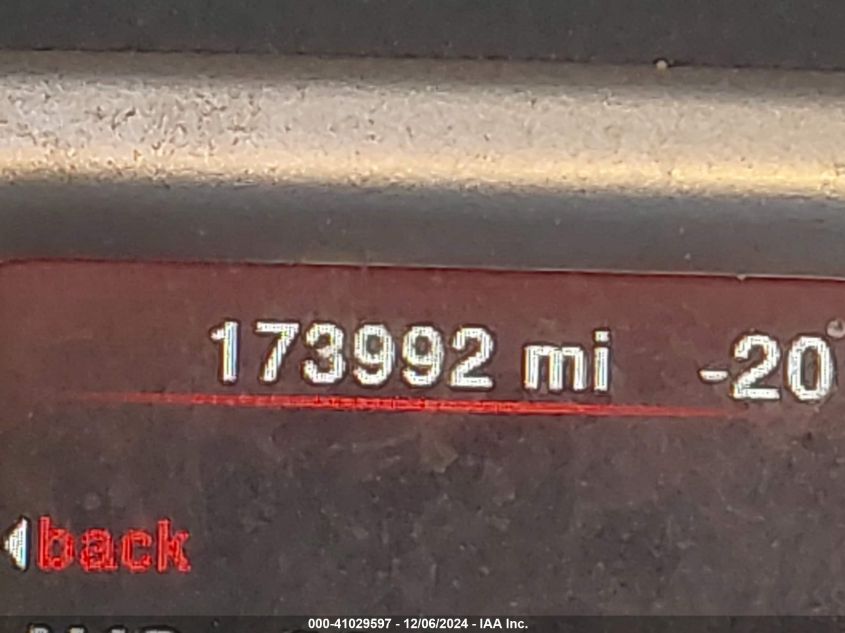 173992 mi -20°
back
000-41029597 - 12/06/2024 - IAA Inc.